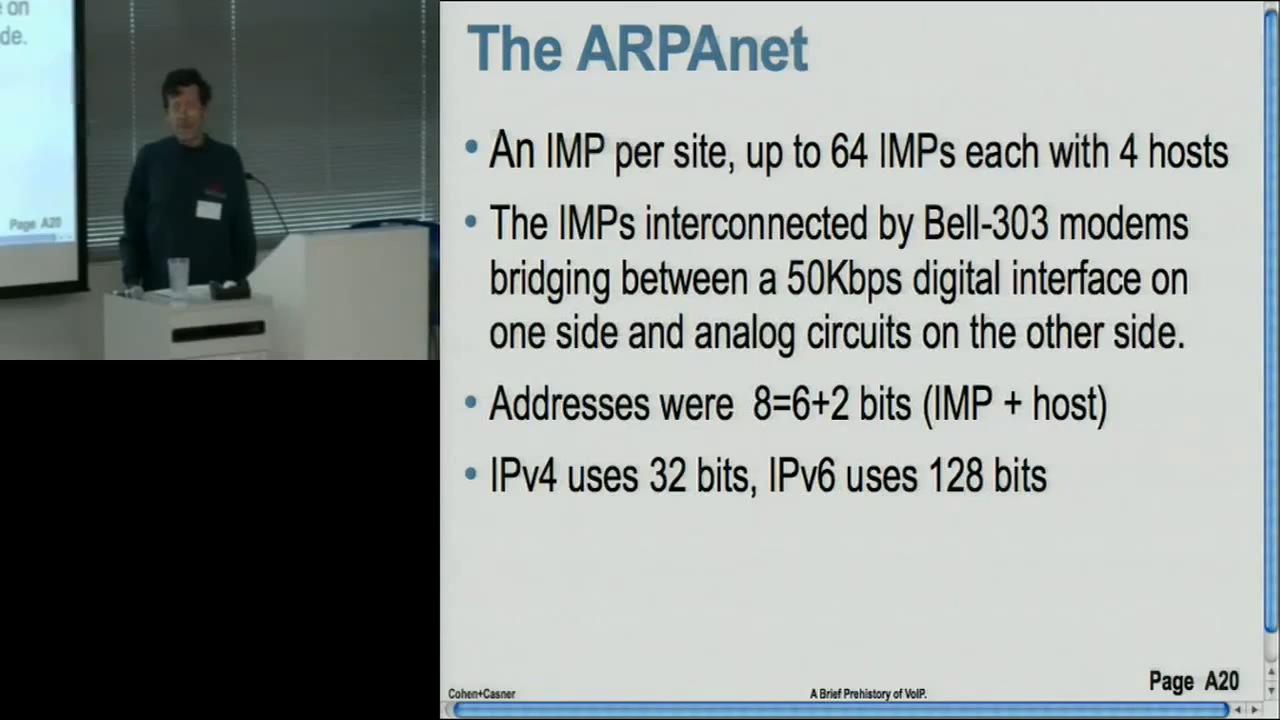 e on
de.
Page A20
The ARPAnet
• An IMP per site, up to 64 IMPs each with 4 hosts
• The IMPs interconnected by Bell-303 modems
bridging between a 50Kbps digital interface on
one side and analog circuits on the other side.
• Addresses were 8=6+2 bits (IMP + host)
• IPv4 uses 32 bits, IPv6 uses 128 bits
Page A20
Cohen+Casner
A Brief Prehistory of VoIP.